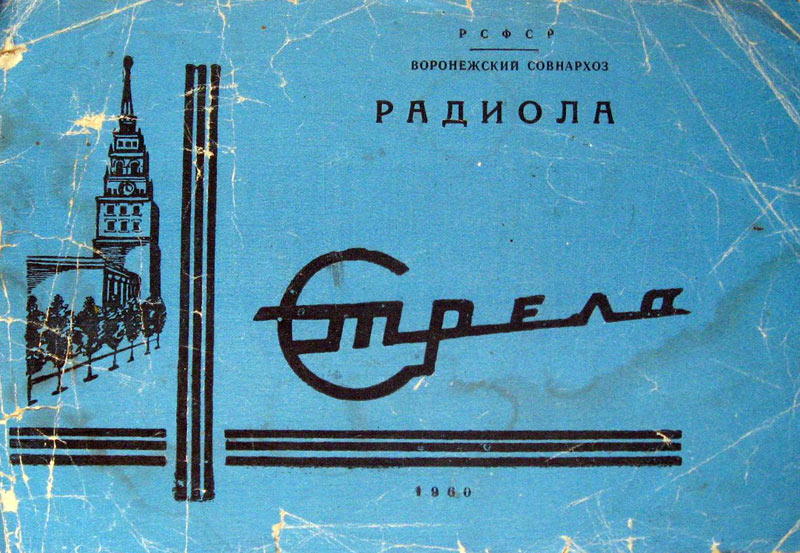 РСФСР
ВОРОНЕЖСКИЙ СОВНАРХОЗ
РАДИОЛА
Стрела
1960